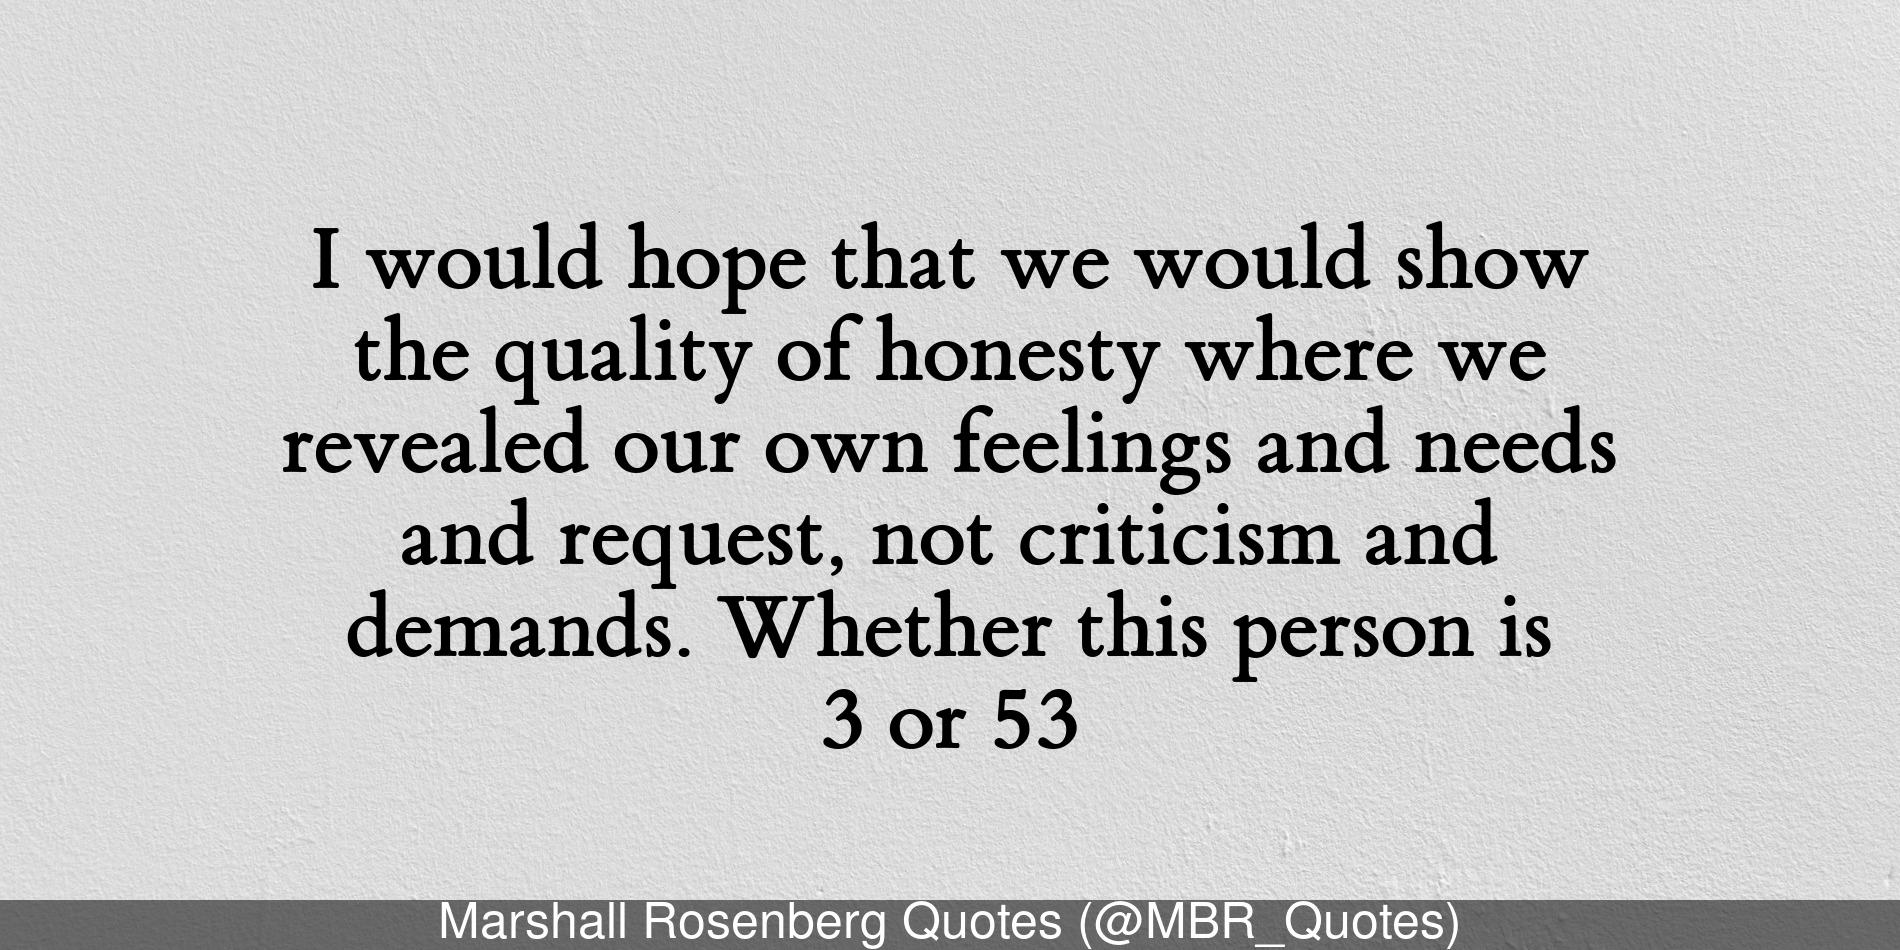 I would hope that we would show
the quality of honesty where we
revealed our own feelings and needs
and request, not criticism and
demands. Whether this person is
3 or 53
Marshall Rosenberg Quotes (@MBR_Quotes)